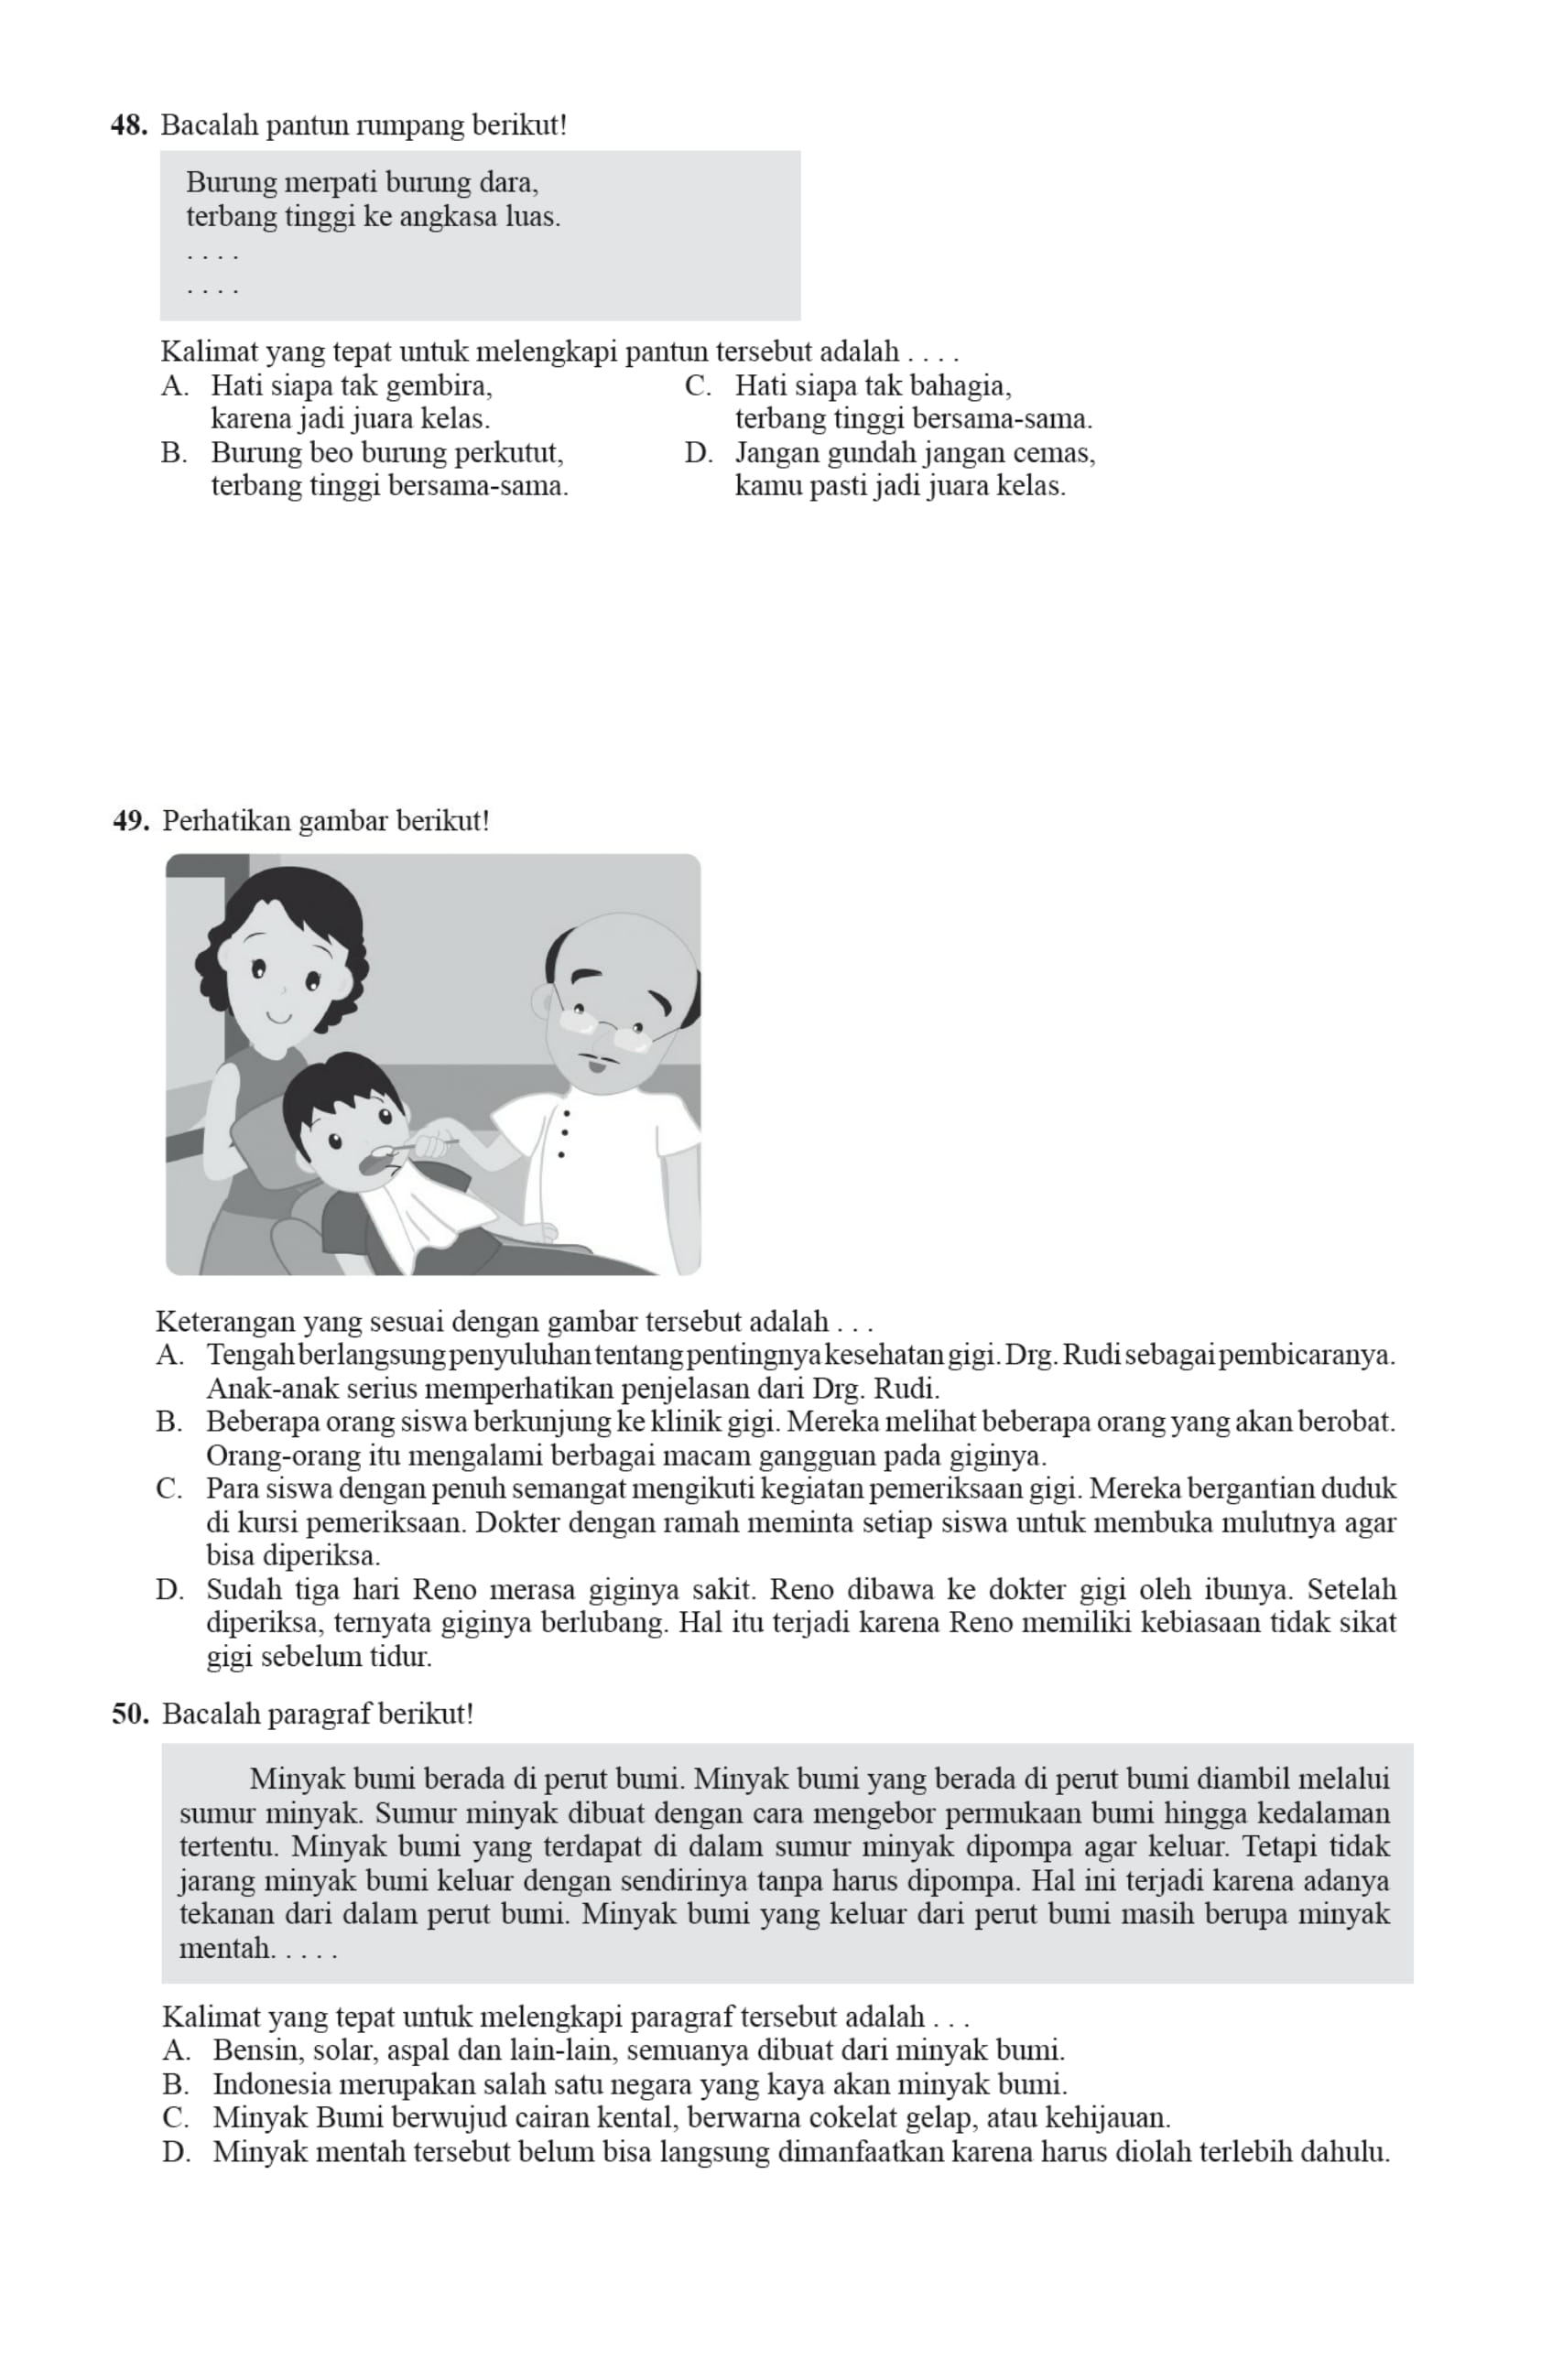 48. Bacalah pantun rumpang berikut!
Burung merpati burung dara,
terbang tinggi ke angkasa luas.
. . . .
. . . .
Kalimat yang tepat untuk melengkapi pantun tersebut adalah . . . .
A. Hati siapa tak gembira,
karena jadi juara kelas.
B. Burung beo burung perkutut,
terbang tinggi bersama-sama.
C. Hati siapa tak bahagia,
terbang tinggi bersama-sama.
D. Jangan gundah jangan cemas,
kamu pasti jadi juara kelas.
49. Perhatikan gambar berikut!
Keterangan yang sesuai dengan gambar tersebut adalah . . .
A. Tengah berlangsung penyuluhan tentang pentingnya kesehatan gigi. Drg. Rudi sebagai pembicaranya.
Anak-anak serius memperhatikan penjelasan dari Drg. Rudi.
B. Beberapa orang siswa berkunjung ke klinik gigi. Mereka melihat beberapa orang yang akan berobat.
Orang-orang itu mengalami berbagai macam gangguan pada giginya.
C. Para siswa dengan penuh semangat mengikuti kegiatan pemeriksaan gigi. Mereka bergantian duduk
di kursi pemeriksaan. Dokter dengan ramah meminta setiap siswa untuk membuka mulutnya agar
bisa diperiksa.
D. Sudah tiga hari Reno merasa giginya sakit. Reno dibawa ke dokter gigi oleh ibunya. Setelah
diperiksa, ternyata giginya berlubang. Hal itu terjadi karena Reno memiliki kebiasaan tidak sikat
gigi sebelum tidur.
50. Bacalah paragraf berikut!
Minyak bumi berada di perut bumi. Minyak bumi yang berada di perut bumi diambil melalui
sumur minyak. Sumur minyak dibuat dengan cara mengebor permukaan bumi hingga kedalaman
tertentu. Minyak bumi yang terdapat di dalam sumur minyak dipompa agar keluar. Tetapi tidak
jarang minyak bumi keluar dengan sendirinya tanpa harus dipompa. Hal ini terjadi karena adanya
tekanan dari dalam perut bumi. Minyak bumi yang keluar dari perut bumi masih berupa minyak
mentah. . . . .
Kalimat yang tepat untuk melengkapi paragraf tersebut adalah . . .
A. Bensin, solar, aspal dan lain-lain, semuanya dibuat dari minyak bumi.
B. Indonesia merupakan salah satu negara yang kaya akan minyak bumi.
C. Minyak Bumi berwujud cairan kental, berwarna cokelat gelap, atau kehijauan.
D. Minyak mentah tersebut belum bisa langsung dimanfaatkan karena harus diolah terlebih dahulu.